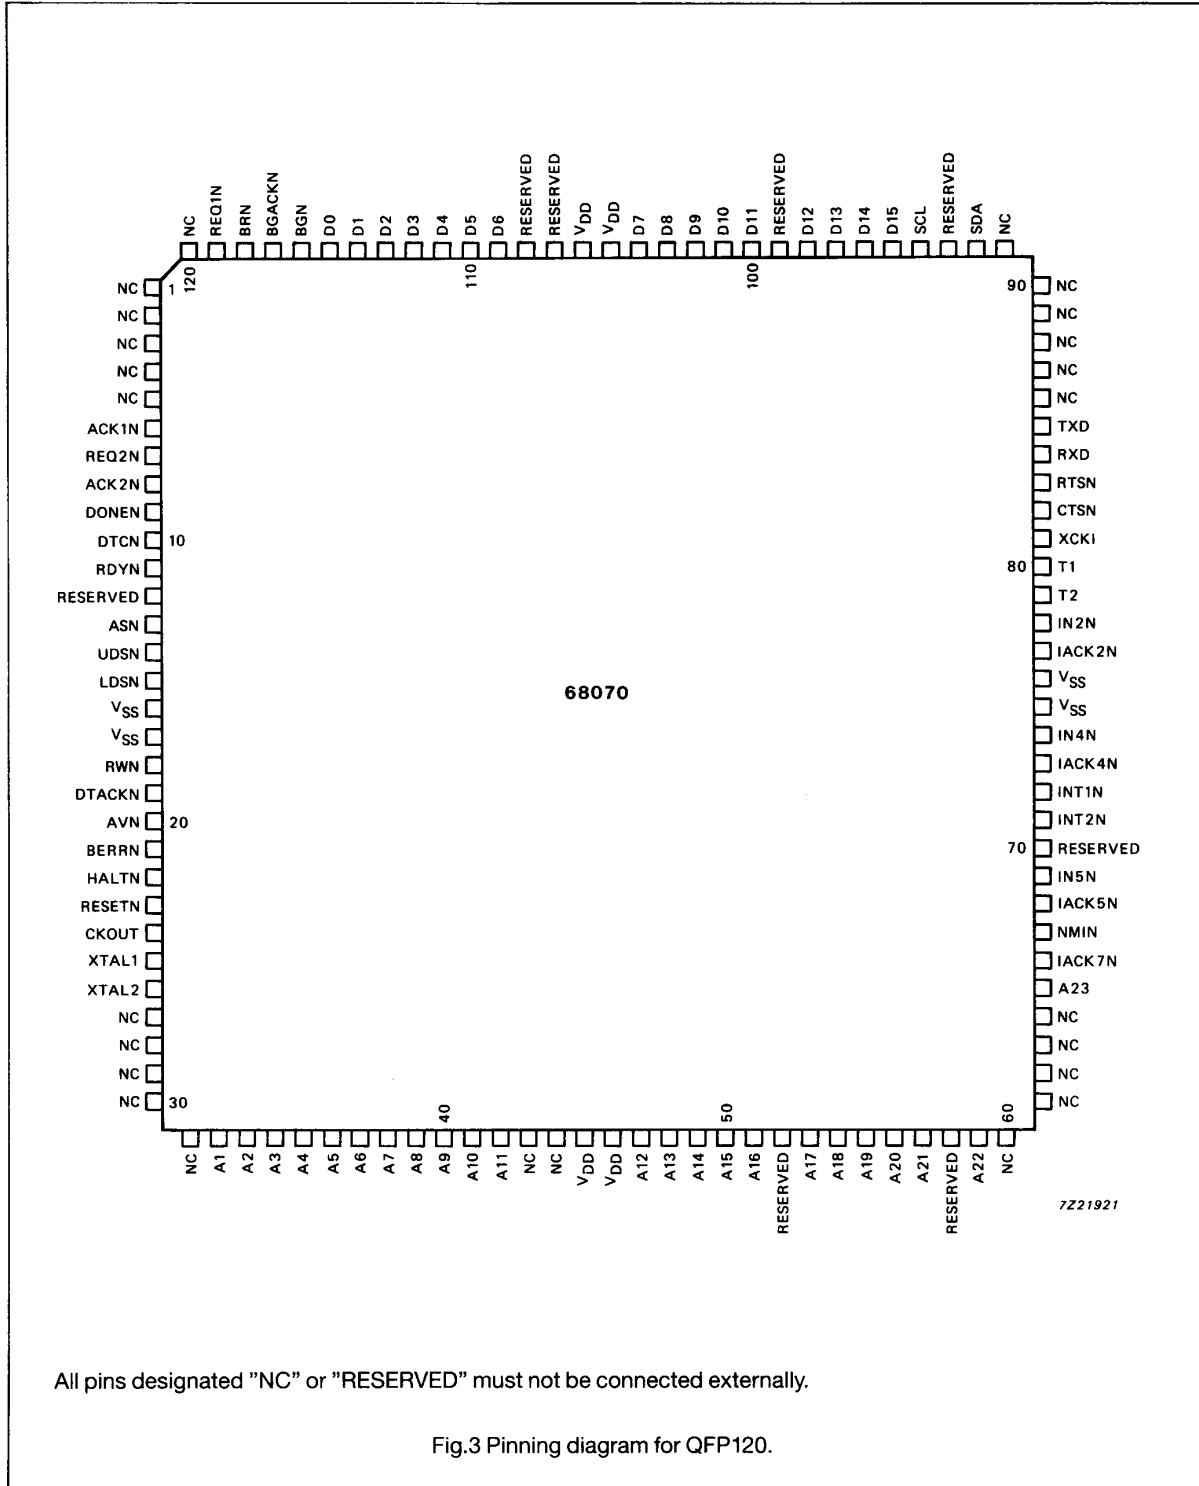 NC
REQ1N
BRN
BGACKN
BGN
D0
D1
D2
D3
D4
D5
D6
RESERVED
RESERVED
VDD
VDD
D7
D8
D9
D10
D11
RESERVED
D12
D13
D14
D15
SCL
RESERVED
SDA
NC
120
110
100
NC 1
NC
NC
NC
NC
ACK1N
REQ2N
ACK2N
DONEN
DTCN 10
RDYN
RESERVED
ASN
UDSN
LDSN
VSS
VSS
RWN
DTACKN
AVN 20
BERRN
HALTN
RESETN
CKOUT
XTAL1
XTAL2
NC
NC
NC
NC 30
68070
90 NC
NC
NC
NC
NC
TXD
RXD
RTSN
CTSN
XCKI
80 T1
T2
IN2N
IACK2N
VSS
VSS
IN4N
IACK4N
INT1N
INT2N
70 RESERVED
IN5N
IACK5N
NMIN
IACK7N
A23
NC
NC
NC
NC
40
50
60
NC
A1
A2
A3
A4
A5
A6
A7
A8
A9
A10
A11
NC
NC
VDD
VDD
A12
A13
A14
A15
A16
RESERVED
A17
A18
A19
A20
A21
RESERVED
A22
NC
7Z21921
All pins designated "NC" or "RESERVED" must not be connected externally.
Fig.3 Pinning diagram for QFP120.